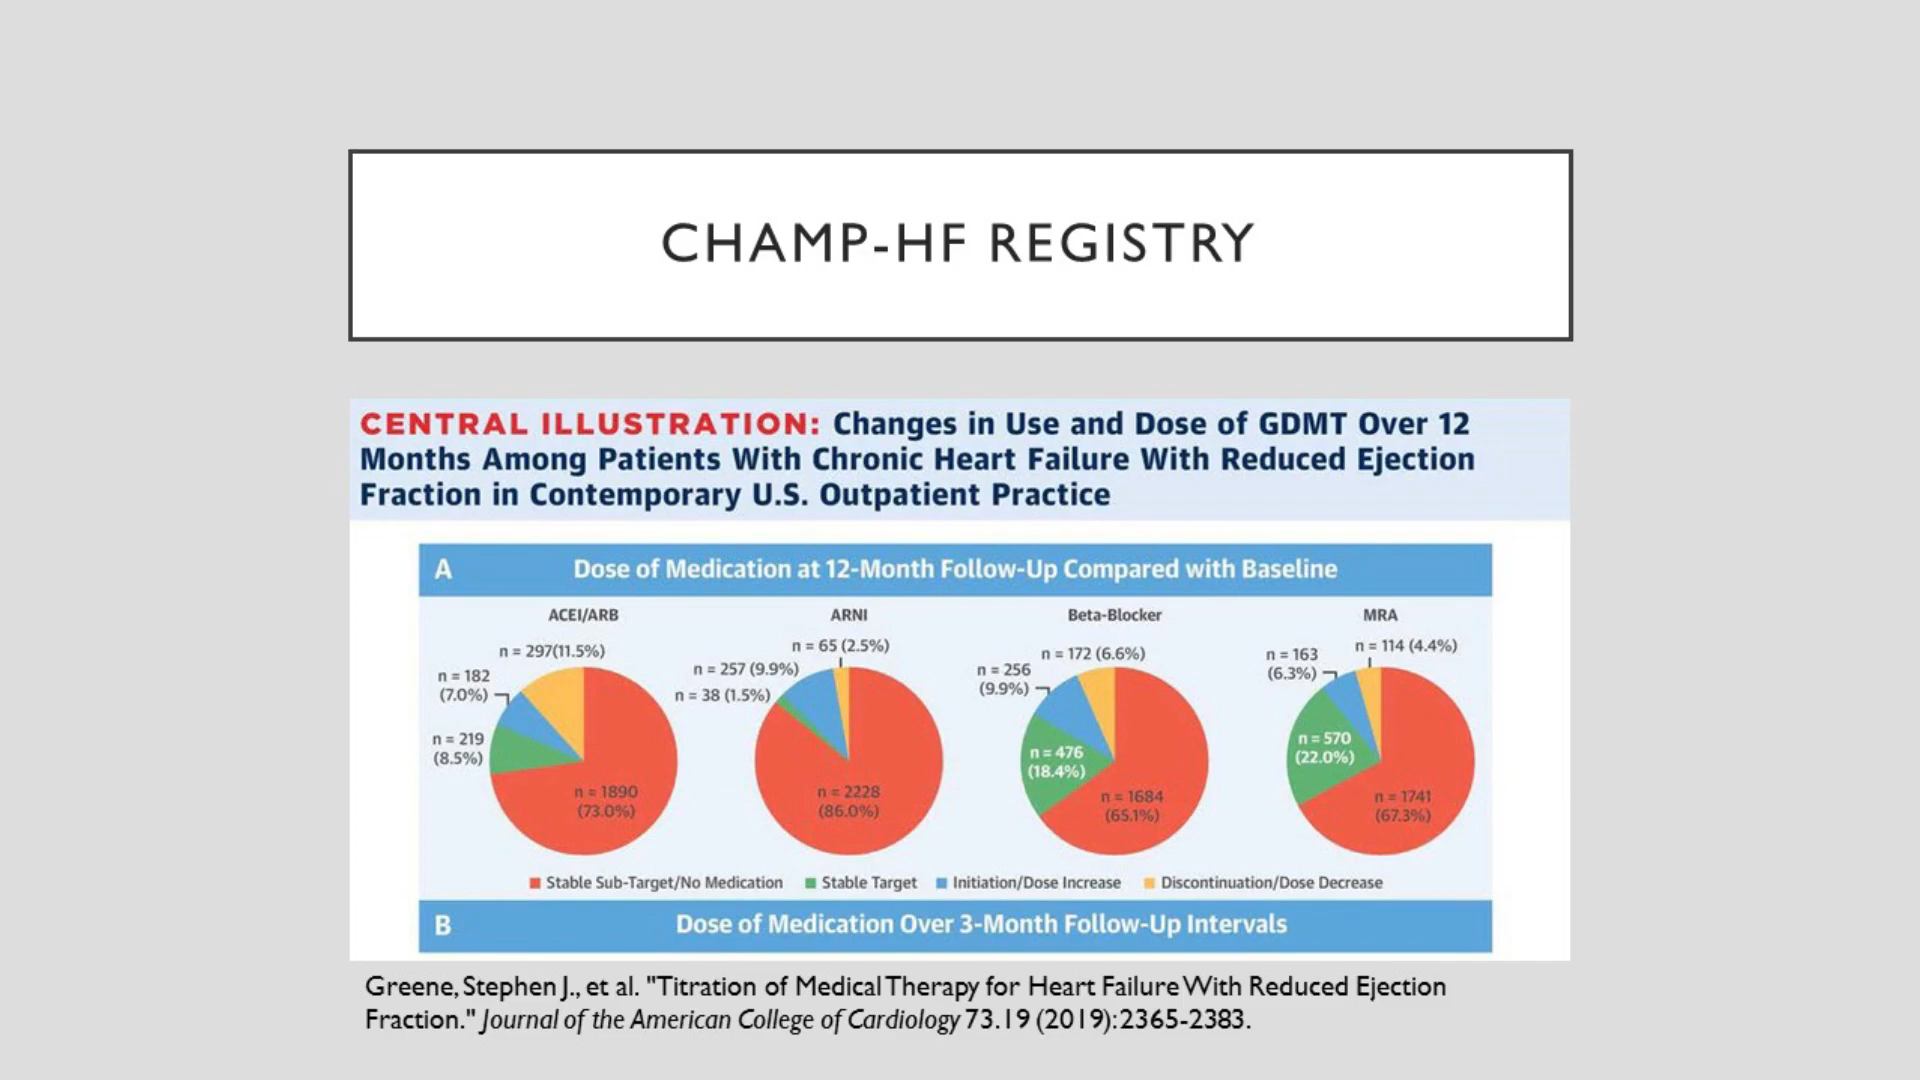 CHAMP-HF REGISTRY
CENTRAL ILLUSTRATION: Changes in Use and Dose of GDMT Over 12
Months Among Patients With Chronic Heart Failure With Reduced Ejection
Fraction in Contemporary U.S. Outpatient Practice
A Dose of Medication at 12-Month Follow-Up Compared with Baseline
ACEI/ARB
n = 297(11.5%)
n = 182
(7.0%)
n = 219
(8.5%)
n = 1890
(73.0%)
ARNI
n = 65 (2.5%)
n = 257 (9.9%)
n = 38 (1.5%)
n = 2228
(86.0%)
Beta-Blocker
n = 172 (6.6%)
n = 256
(9.9%)
n = 476
(18.4%)
n = 1684
(65.1%)
MRA
n = 114 (4.4%)
n = 163
(6.3%)
n = 570
(22.0%)
n = 1741
(67.3%)
Stable Sub-Target/No Medication Stable Target Initiation/Dose Increase Discontinuation/Dose Decrease
B Dose of Medication Over 3-Month Follow-Up Intervals
Greene, Stephen J., et al. "Titration of Medical Therapy for Heart Failure With Reduced Ejection
Fraction." Journal of the American College of Cardiology 73.19 (2019): 2365-2383.